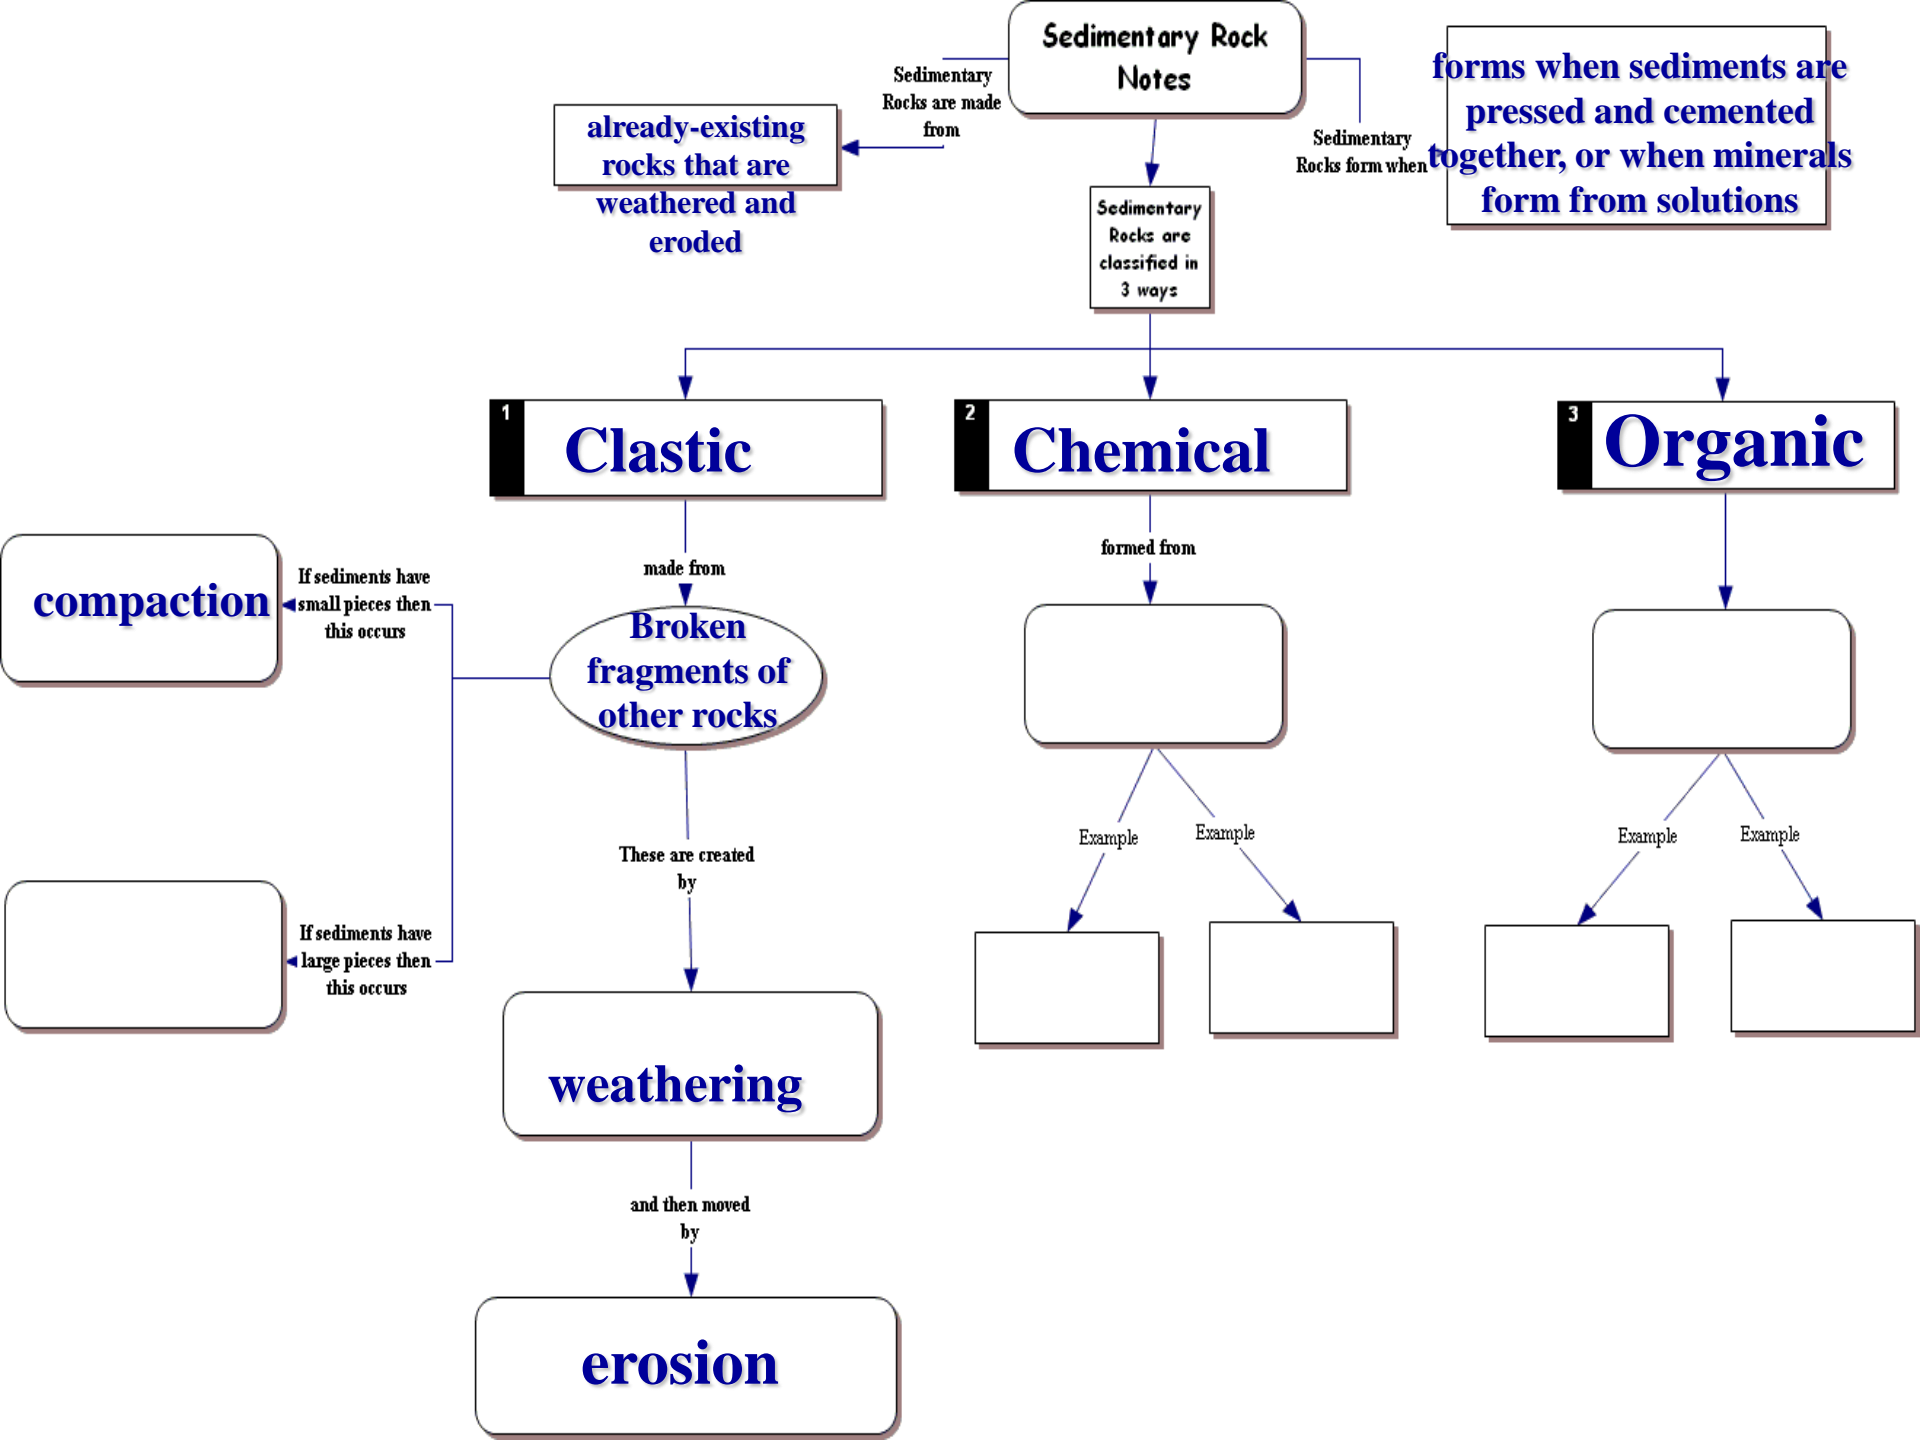 Sedimentary Rock
Notes
Sedimentary
Rocks are made
from
already-existing
rocks that are
weathered and
eroded
Sedimentary
Rocks form when
forms when sediments are
pressed and cemented
together, or when minerals
form from solutions
Sedimentary
Rocks are
classified in
3 ways
1
Clastic
2
Chemical
3
Organic
made from
formed from
compaction
If sediments have
small pieces then
this occurs
Broken
fragments of
other rocks
Example
Example
Example
Example
These are created
by
If sediments have
large pieces then
this occurs
weathering
and then moved
by
erosion